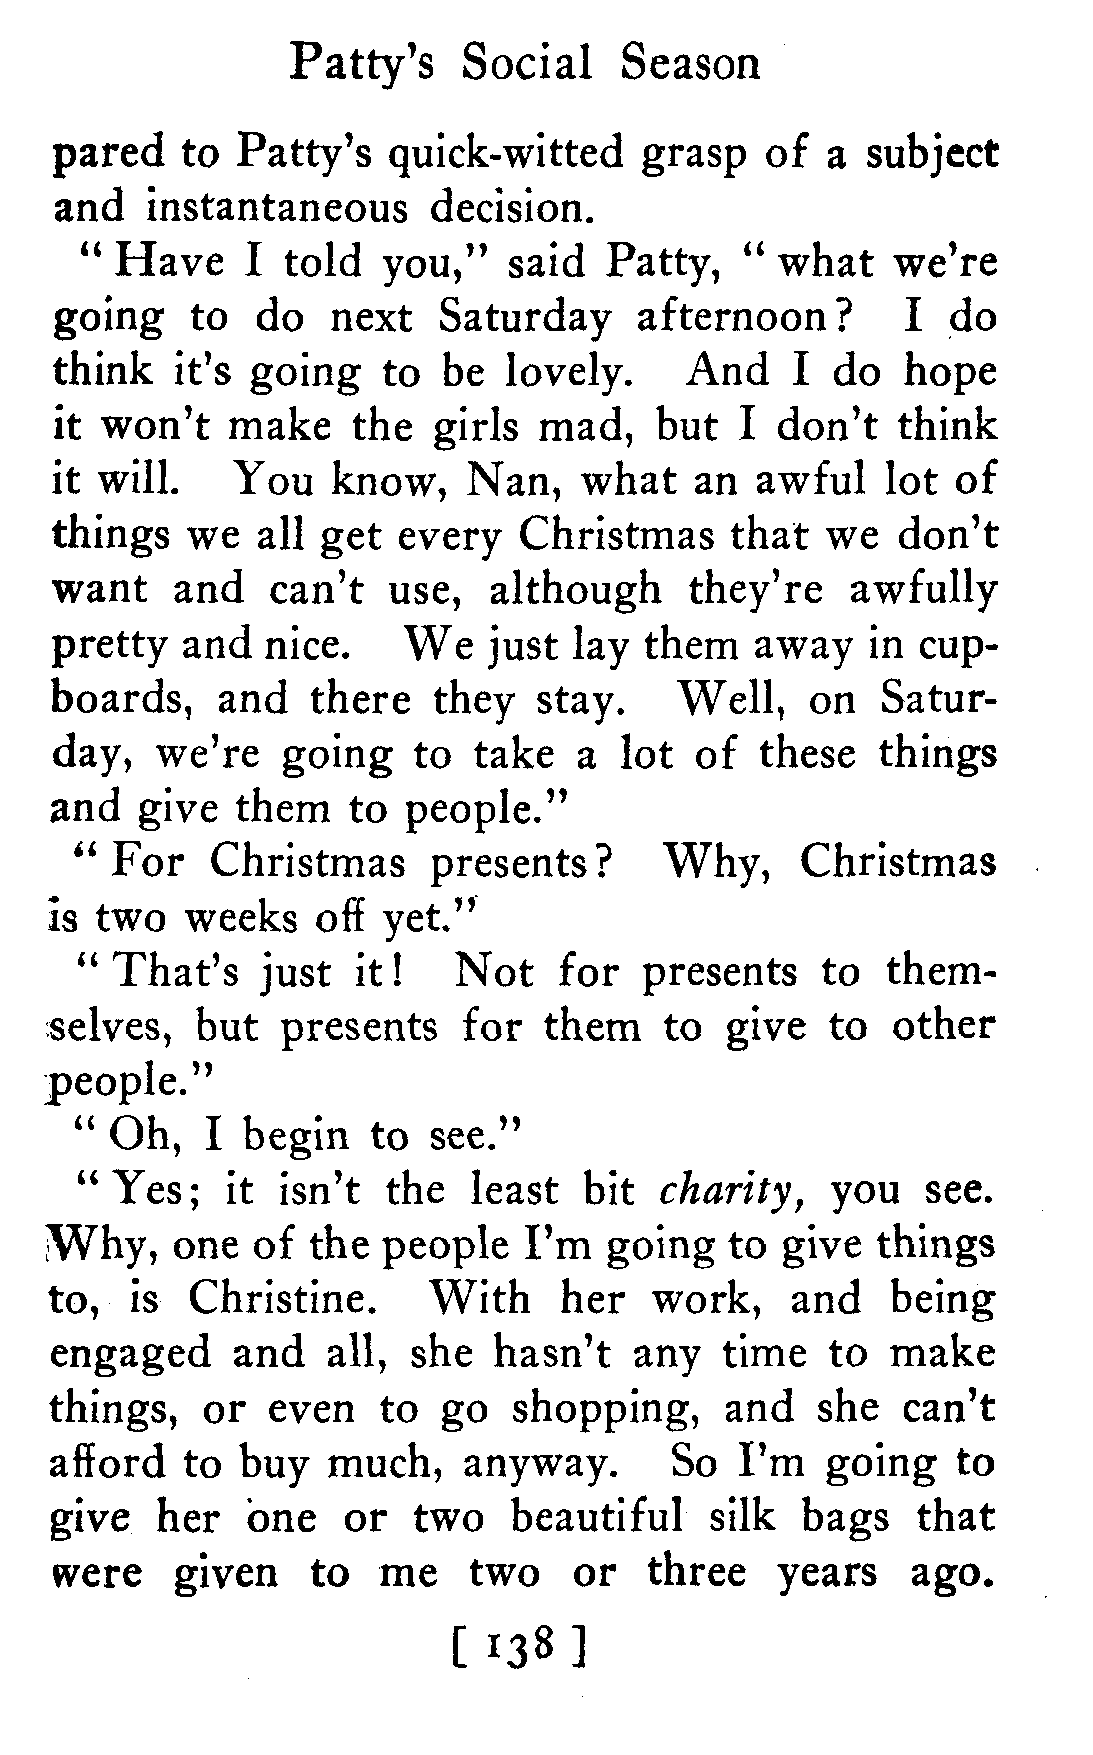 Patty's Social Season
pared to Patty's quick-witted grasp of a subject
and instantaneous decision.
" Have I told you," said Patty, " what we're
going to do next Saturday afternoon? I do
think it's going to be lovely. And I do hope
it won't make the girls mad, but I don't think
it will. You know, Nan, what an awful lot of
things we all get every Christmas that we don't
want and can't use, although they're awfully
pretty and nice. We just lay them away in cup-
boards, and there they stay. Well, on Satur-
day, we're going to take a lot of these things
and give them to people."
" For Christmas presents? Why, Christmas
is two weeks off yet."
" That's just it! Not for presents to them-
selves, but presents for them to give to other
people."
" Oh, I begin to see."
" Yes; it isn't the least bit charity, you see.
Why, one of the people I'm going to give things
to, is Christine. With her work, and being
engaged and all, she hasn't any time to make
things, or even to go shopping, and she can't
afford to buy much, anyway. So I'm going to
give her one or two beautiful silk bags that
were given to me two or three years ago.
[ 138 ]